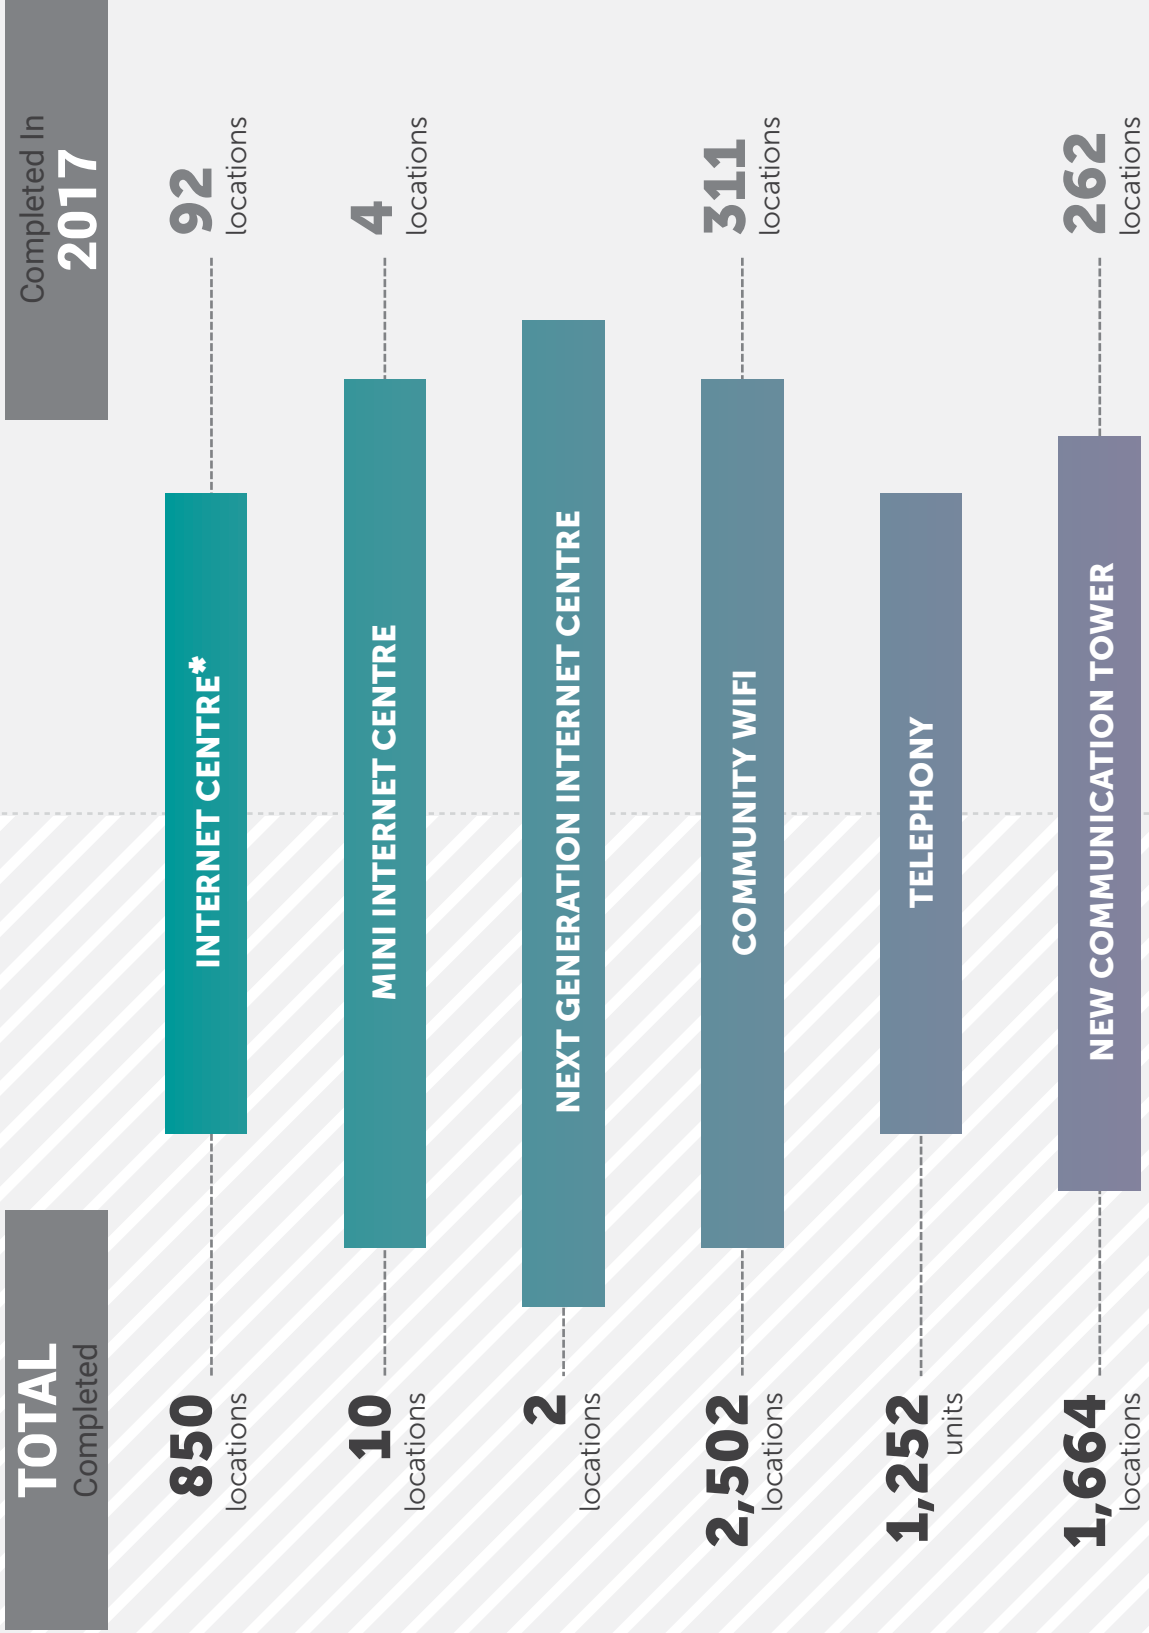 TOTAL
Completed
Completed In
2017
850
locations
INTERNET CENTRE*
92
locations
10
locations
MINI INTERNET CENTRE
4
locations
2
locations
NEXT GENERATION INTERNET CENTRE
2,502
locations
COMMUNITY WIFI
311
locations
1,252
units
TELEPHONY
1,664
locations
NEW COMMUNICATION TOWER
262
locations